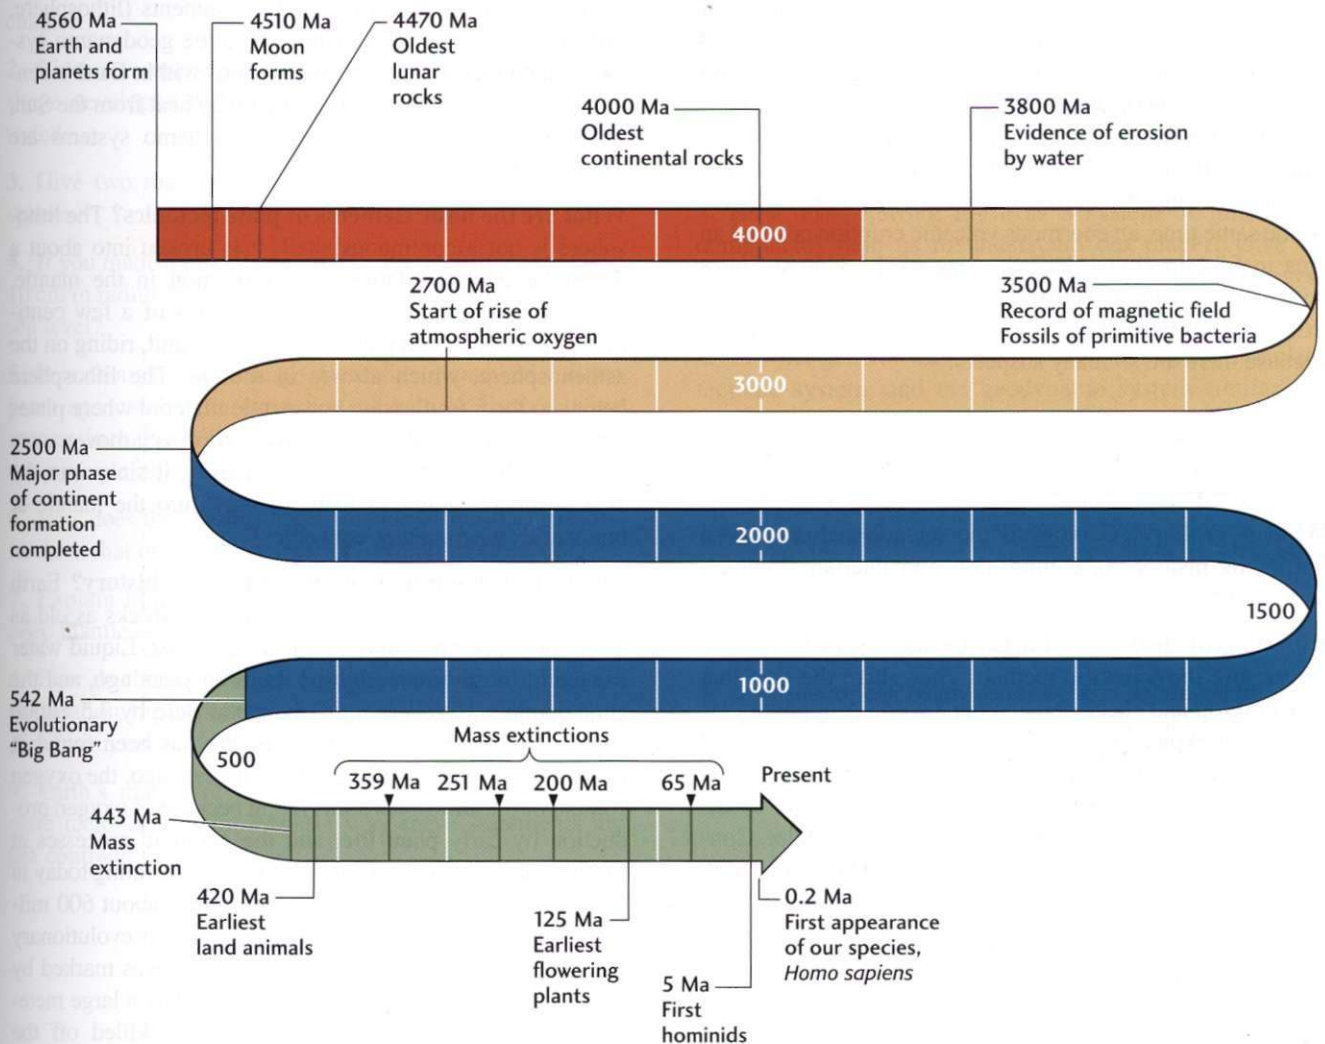 4560 Ma
Earth and
planets form
4510 Ma
Moon
forms
4470 Ma
Oldest
lunar
rocks
4000 Ma
Oldest
continental rocks
3800 Ma
Evidence of erosion
by water
4000
2700 Ma
Start of rise of
atmospheric oxygen
3500 Ma
Record of magnetic field
Fossils of primitive bacteria
3000
2500 Ma
Major phase
of continent
formation
completed
2000
1500
1000
542 Ma
Evolutionary
“Big Bang”
500
Mass extinctions
359 Ma
251 Ma
200 Ma
65 Ma
Present
443 Ma
Mass
extinction
420 Ma
Earliest
land animals
125 Ma
Earliest
flowering
plants
5 Ma
First
hominids
0.2 Ma
First appearance
of our species,
Homo sapiens